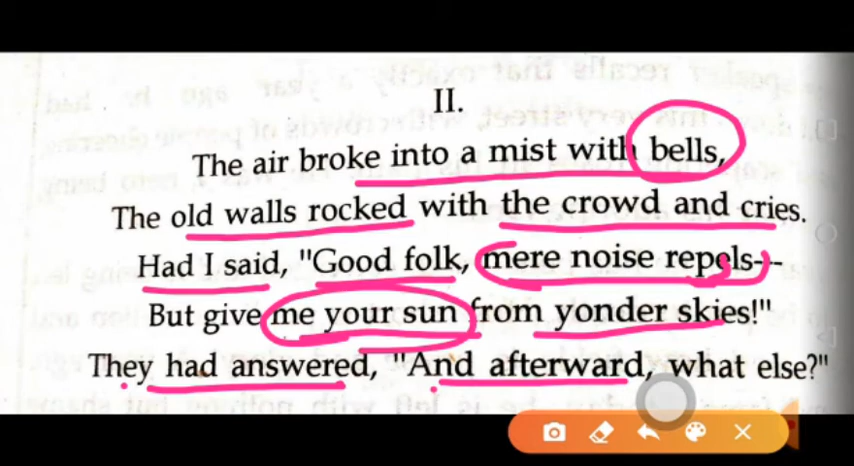 II.
The air broke into a mist with bells,
The old walls rocked with the crowd and cries.
Had I said, "Good folk, mere noise repels--
But give me your sun from yonder skies!"
They had answered, "And afterward, what else?"